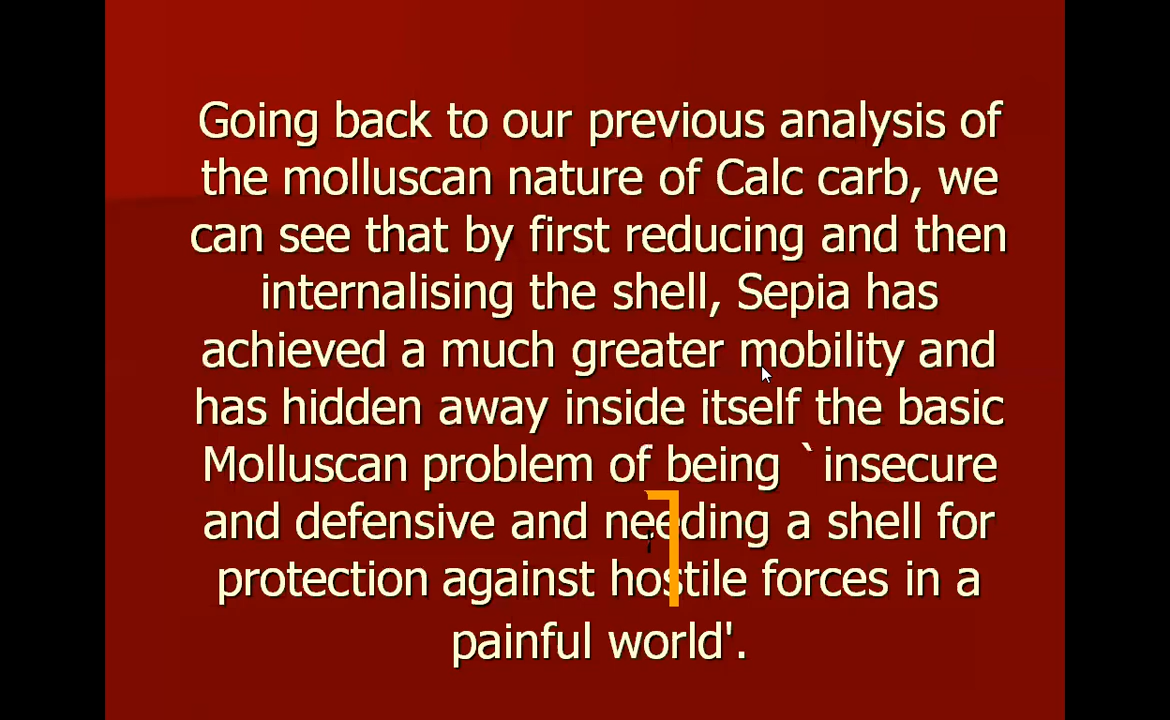 Going back to our previous analysis of
the molluscan nature of Calc carb, we
can see that by first reducing and then
internalising the shell, Sepia has
achieved a much greater mobility and
has hidden away inside itself the basic
Molluscan problem of being `insecure
and defensive and needing a shell for
protection against hostile forces in a
painful world'.